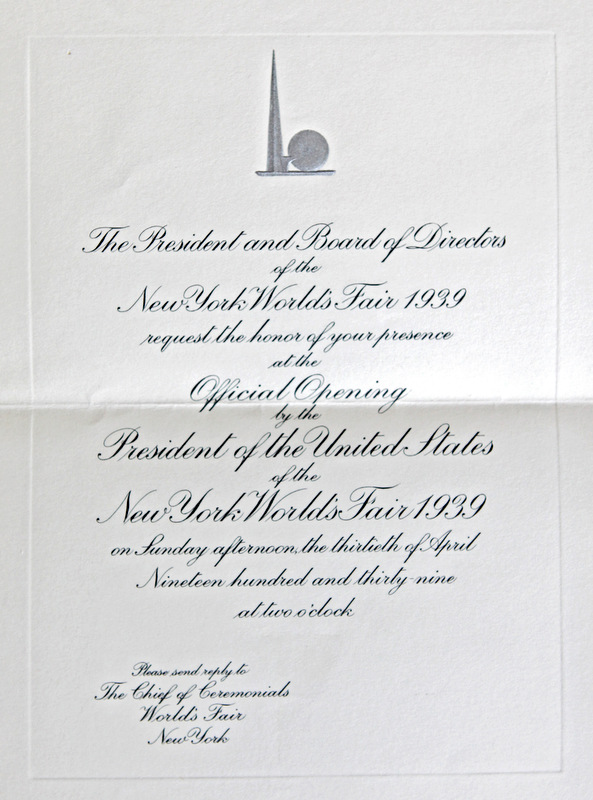 The President and Board of Directors
of the
New York World's Fair 1939
request the honor of your presence
at the
Official Opening
by the
President of the United States
of the
New York World's Fair 1939
on Sunday afternoon, the thirtieth of April
Nineteen hundred and thirty-nine
at two o'clock
Please send reply to
The Chief of Ceremonials
World's Fair
New York